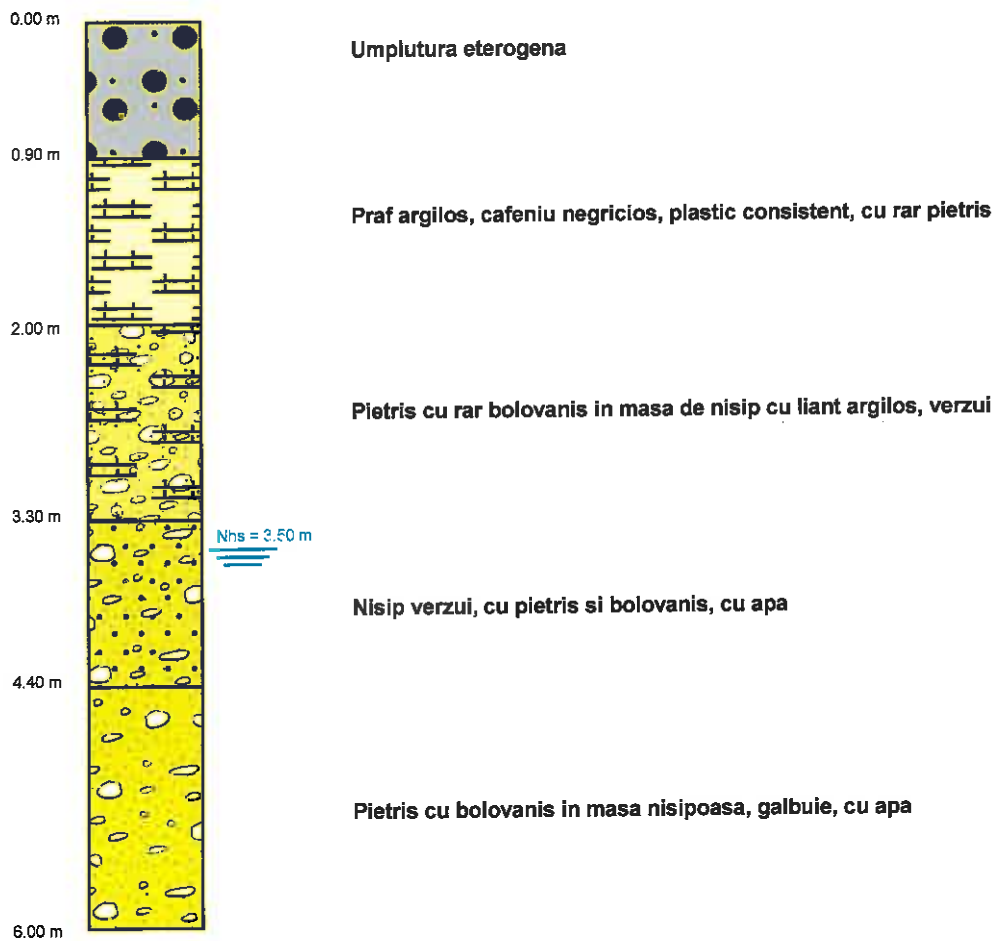 0.00 m
Umplutura eterogena
0.90 m
Praf argilos, cafeniu negricios, plastic consistent, cu rar pietris
2.00 m
Pietris cu rar bolovanis in masa de nisip cu liant argilos, verzui
3.30 m
Nhs = 3.50 m
Nisip verzui, cu pietris si bolovanis, cu apa
4.40 m
Pietris cu bolovanis in masa nisipoasa, galbuie, cu apa
6.00 m